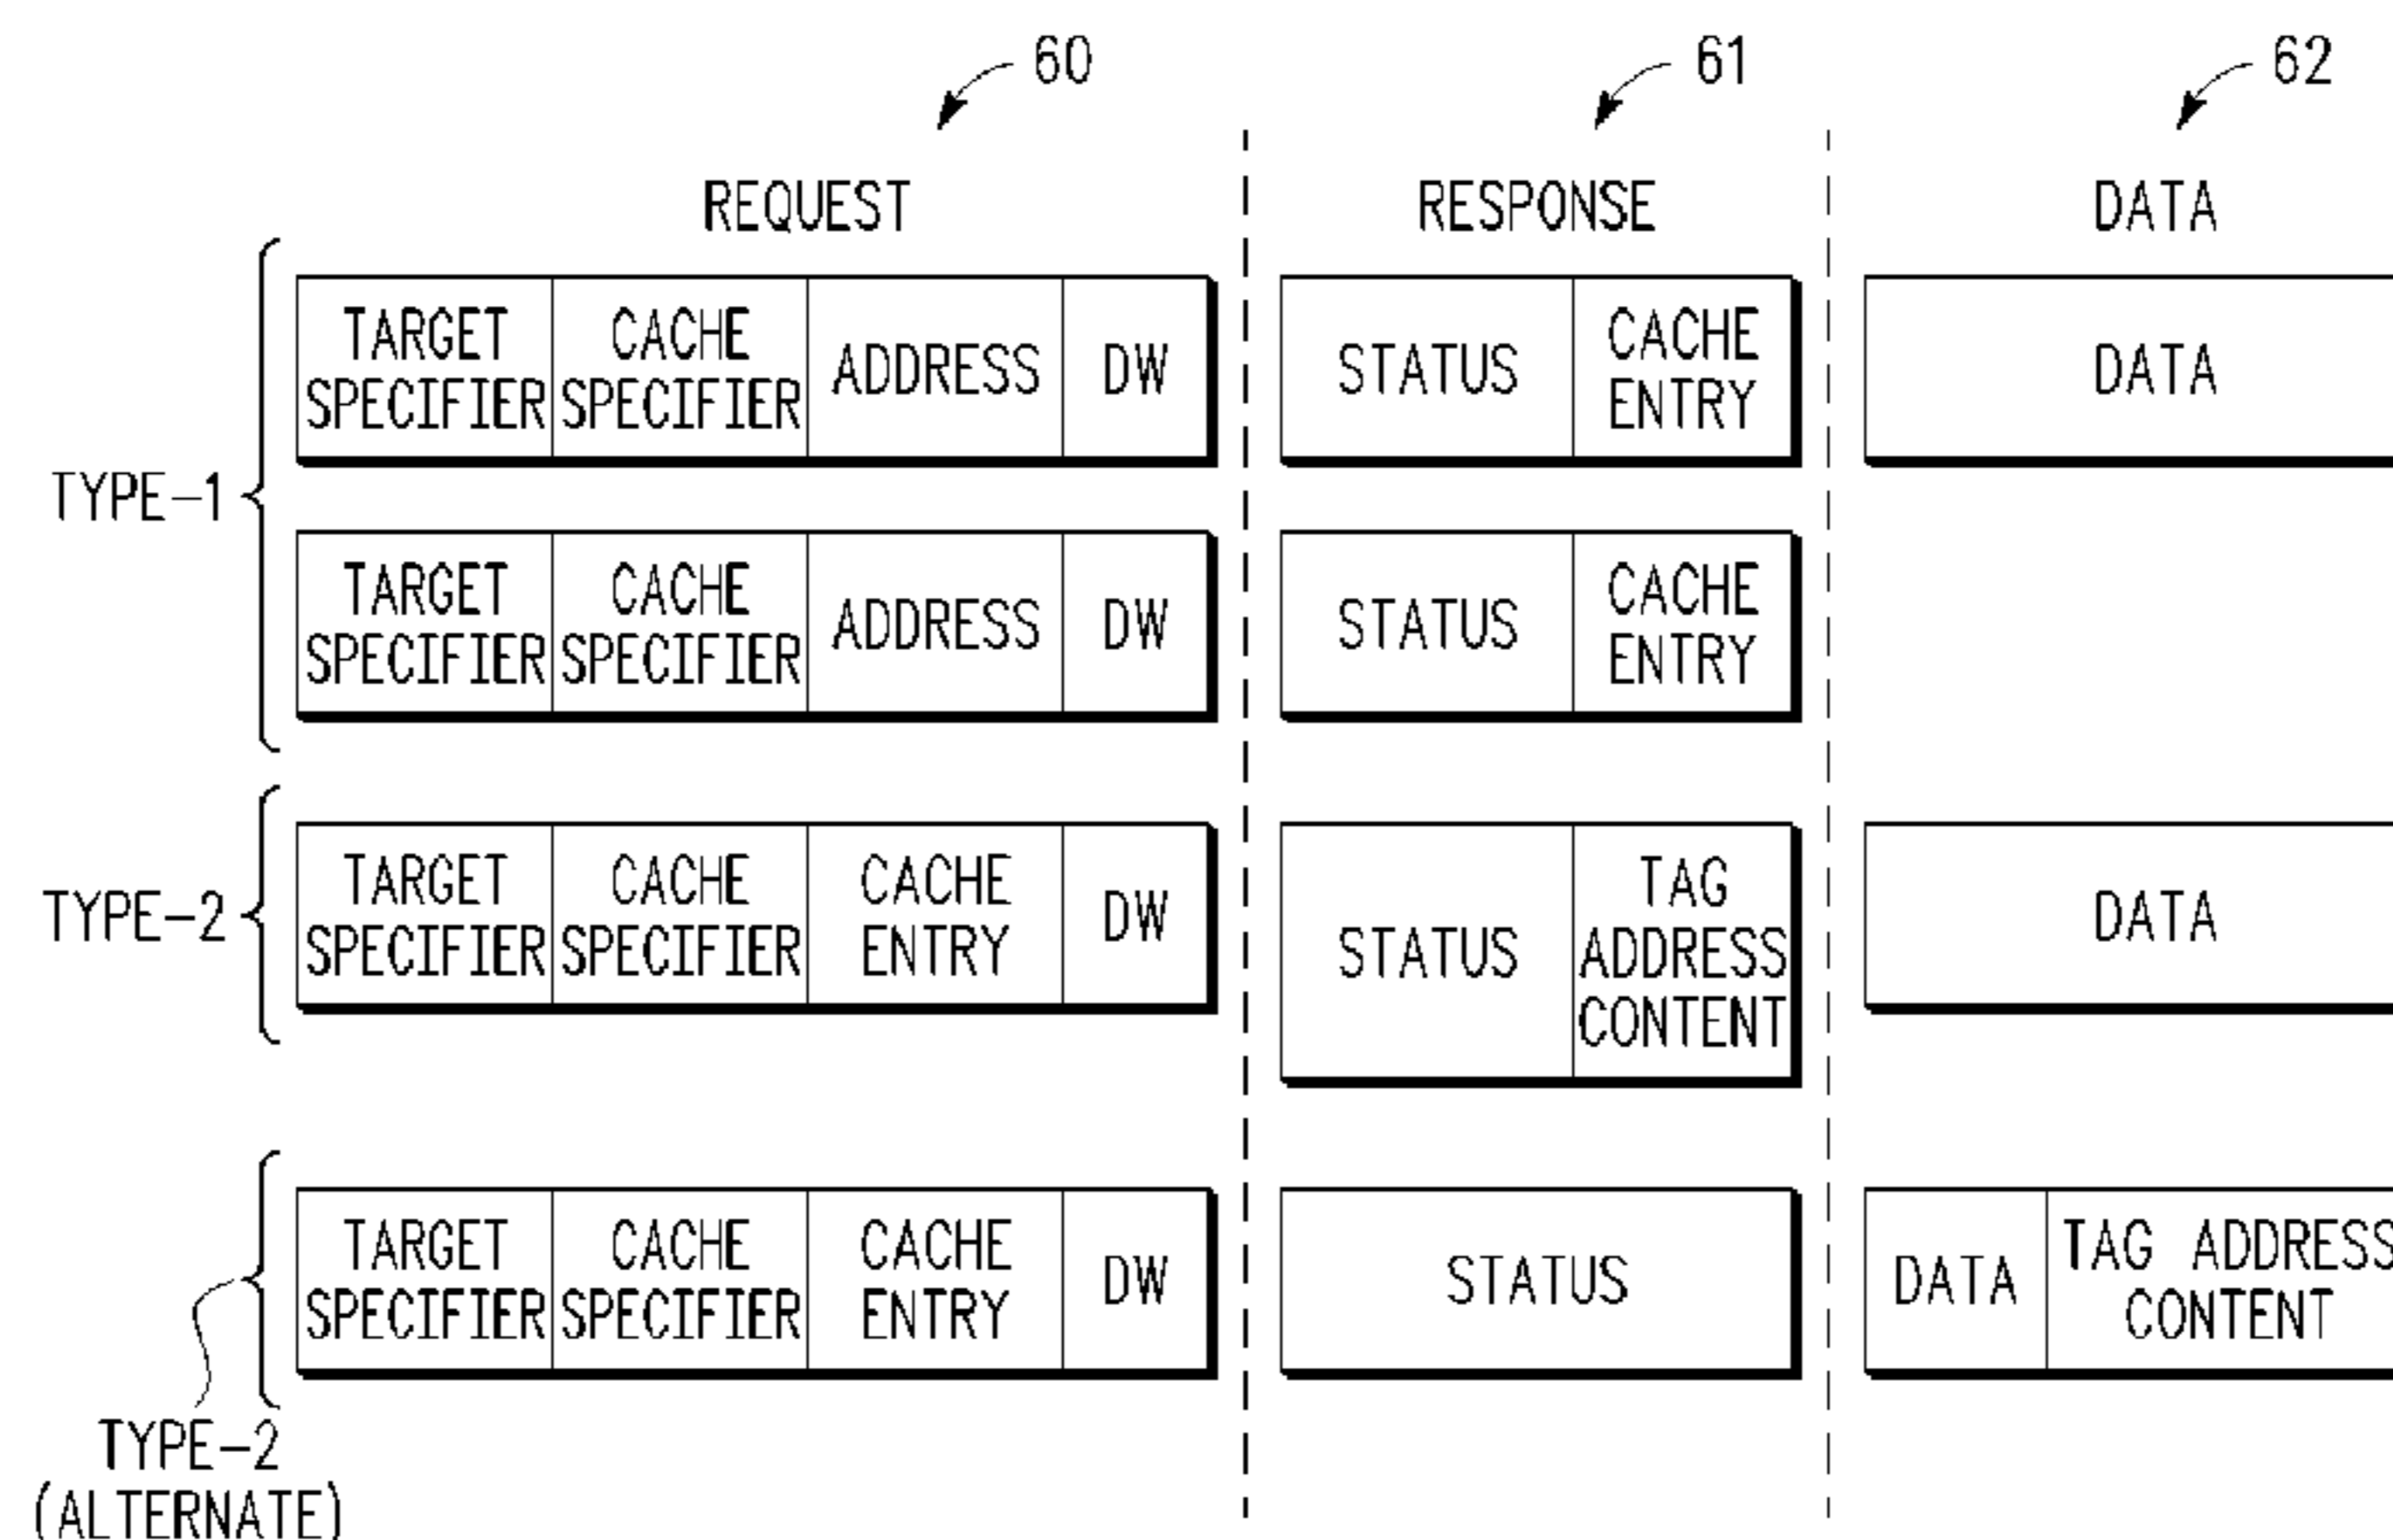 60
61
62
REQUEST
RESPONSE
DATA
TYPE-1
TARGET
SPECIFIER
CACHE
SPECIFIER
ADDRESS
DW
STATUS
CACHE
ENTRY
DATA
TARGET
SPECIFIER
CACHE
SPECIFIER
ADDRESS
DW
STATUS
CACHE
ENTRY
TYPE-2
TARGET
SPECIFIER
CACHE
SPECIFIER
CACHE
ENTRY
DW
STATUS
TAG
ADDRESS
CONTENT
DATA
TYPE-2
(ALTERNATE)
TARGET
SPECIFIER
CACHE
SPECIFIER
CACHE
ENTRY
DW
STATUS
DATA
TAG ADDRESS
CONTENT